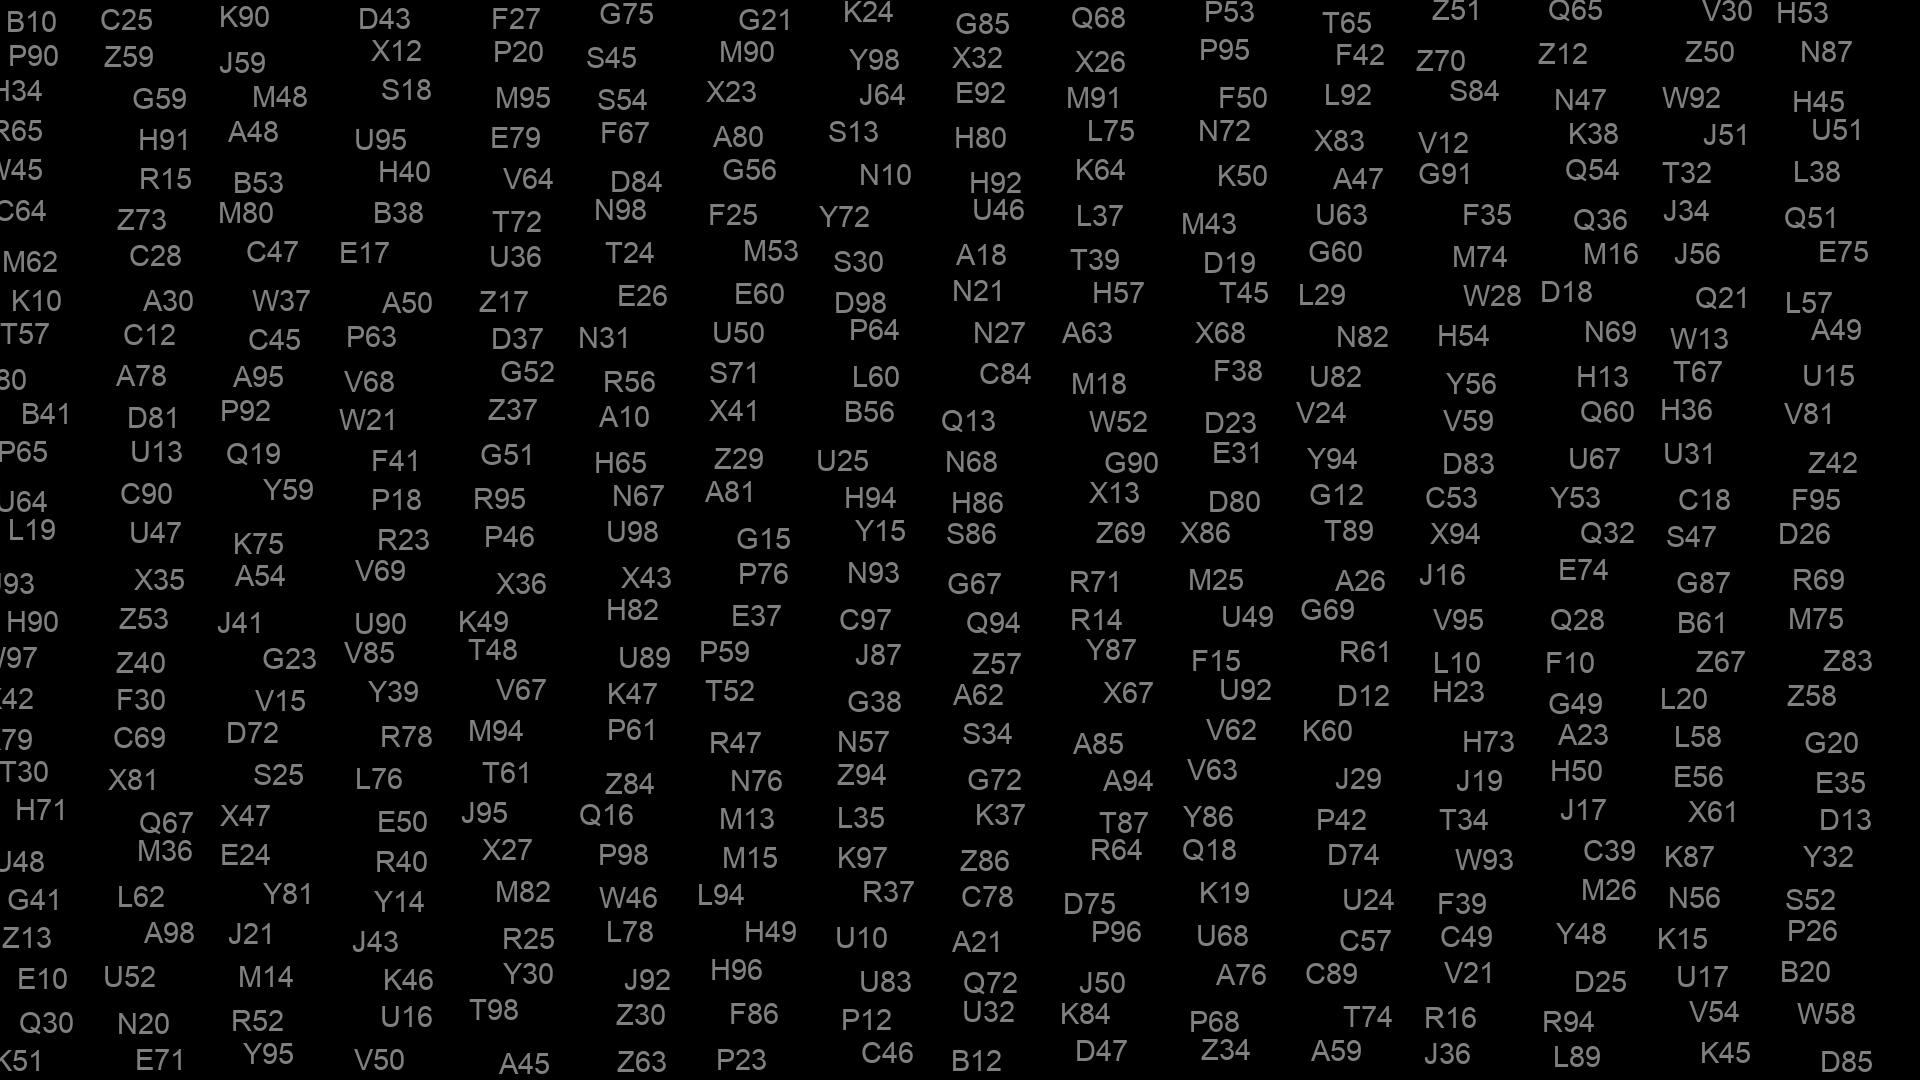 B10 C25 K90 D43 F27 G75 G21 K24 G85 Q68 P53 T65 Z51 Q65 V30 H53
P90 Z59 J59 X12 P20 S45 M90 Y98 X32 X26 P95 F42 Z70 Z12 Z50 N87
H34 G59 M48 S18 M95 S54 X23 J64 E92 M91 F50 L92 S84 N47 W92 H45
R65 H91 A48 U95 E79 F67 A80 S13 H80 L75 N72 X83 V12 K38 J51 U51
W45 R15 B53 H40 V64 D84 G56 N10 H92 K64 K50 A47 G91 Q54 T32 L38
C64 Z73 M80 B38 T72 N98 F25 Y72 U46 L37 M43 U63 F35 Q36 J34 Q51
M62 C28 C47 E17 U36 T24 M53 S30 A18 T39 D19 G60 M74 M16 J56 E75
K10 A30 W37 A50 Z17 E26 E60 D98 N21 H57 T45 L29 W28 D18 Q21 L57
T57 C12 C45 P63 D37 N31 U50 P64 N27 A63 X68 N82 H54 N69 W13 A49
80 A78 A95 V68 G52 R56 S71 L60 C84 M18 F38 U82 Y56 H13 T67 U15
B41 D81 P92 W21 Z37 A10 X41 B56 Q13 W52 D23 V24 V59 Q60 H36 V81
P65 U13 Q19 F41 G51 H65 Z29 U25 N68 G90 E31 Y94 D83 U67 U31 Z42
U64 C90 Y59 P18 R95 N67 A81 H94 H86 X13 D80 G12 C53 Y53 C18 F95
L19 U47 K75 R23 P46 U98 G15 Y15 S86 Z69 X86 T89 X94 Q32 S47 D26
93 X35 A54 V69 X36 X43 P76 N93 G67 R71 M25 A26 J16 E74 G87 R69
H90 Z53 J41 U90 K49 H82 E37 C97 Q94 R14 U49 G69 V95 Q28 B61 M75
97 Z40 G23 V85 T48 U89 P59 J87 Z57 Y87 F15 R61 L10 F10 Z67 Z83
42 F30 V15 Y39 V67 K47 T52 G38 A62 X67 U92 D12 H23 G49 L20 Z58
79 C69 D72 R78 M94 P61 R47 N57 S34 A85 V62 K60 H73 A23 L58 G20
T30 X81 S25 L76 T61 Z84 N76 Z94 G72 A94 V63 J29 J19 H50 E56 E35
H71 Q67 X47 E50 J95 Q16 M13 L35 K37 T87 Y86 P42 T34 J17 X61 D13
48 M36 E24 R40 X27 P98 M15 K97 Z86 R64 Q18 D74 W93 C39 K87 Y32
G41 L62 Y81 Y14 M82 W46 L94 R37 C78 D75 K19 U24 F39 M26 N56 S52
Z13 A98 J21 J43 R25 L78 H49 U10 A21 P96 U68 C57 C49 Y48 K15 P26
E10 U52 M14 K46 Y30 J92 H96 U83 Q72 J50 A76 C89 V21 D25 U17 B20
Q30 N20 R52 U16 T98 Z30 F86 P12 U32 K84 P68 T74 R16 R94 V54 W58
K51 E71 Y95 V50 A45 Z63 P23 C46 B12 D47 Z34 A59 J36 L89 K45 D85